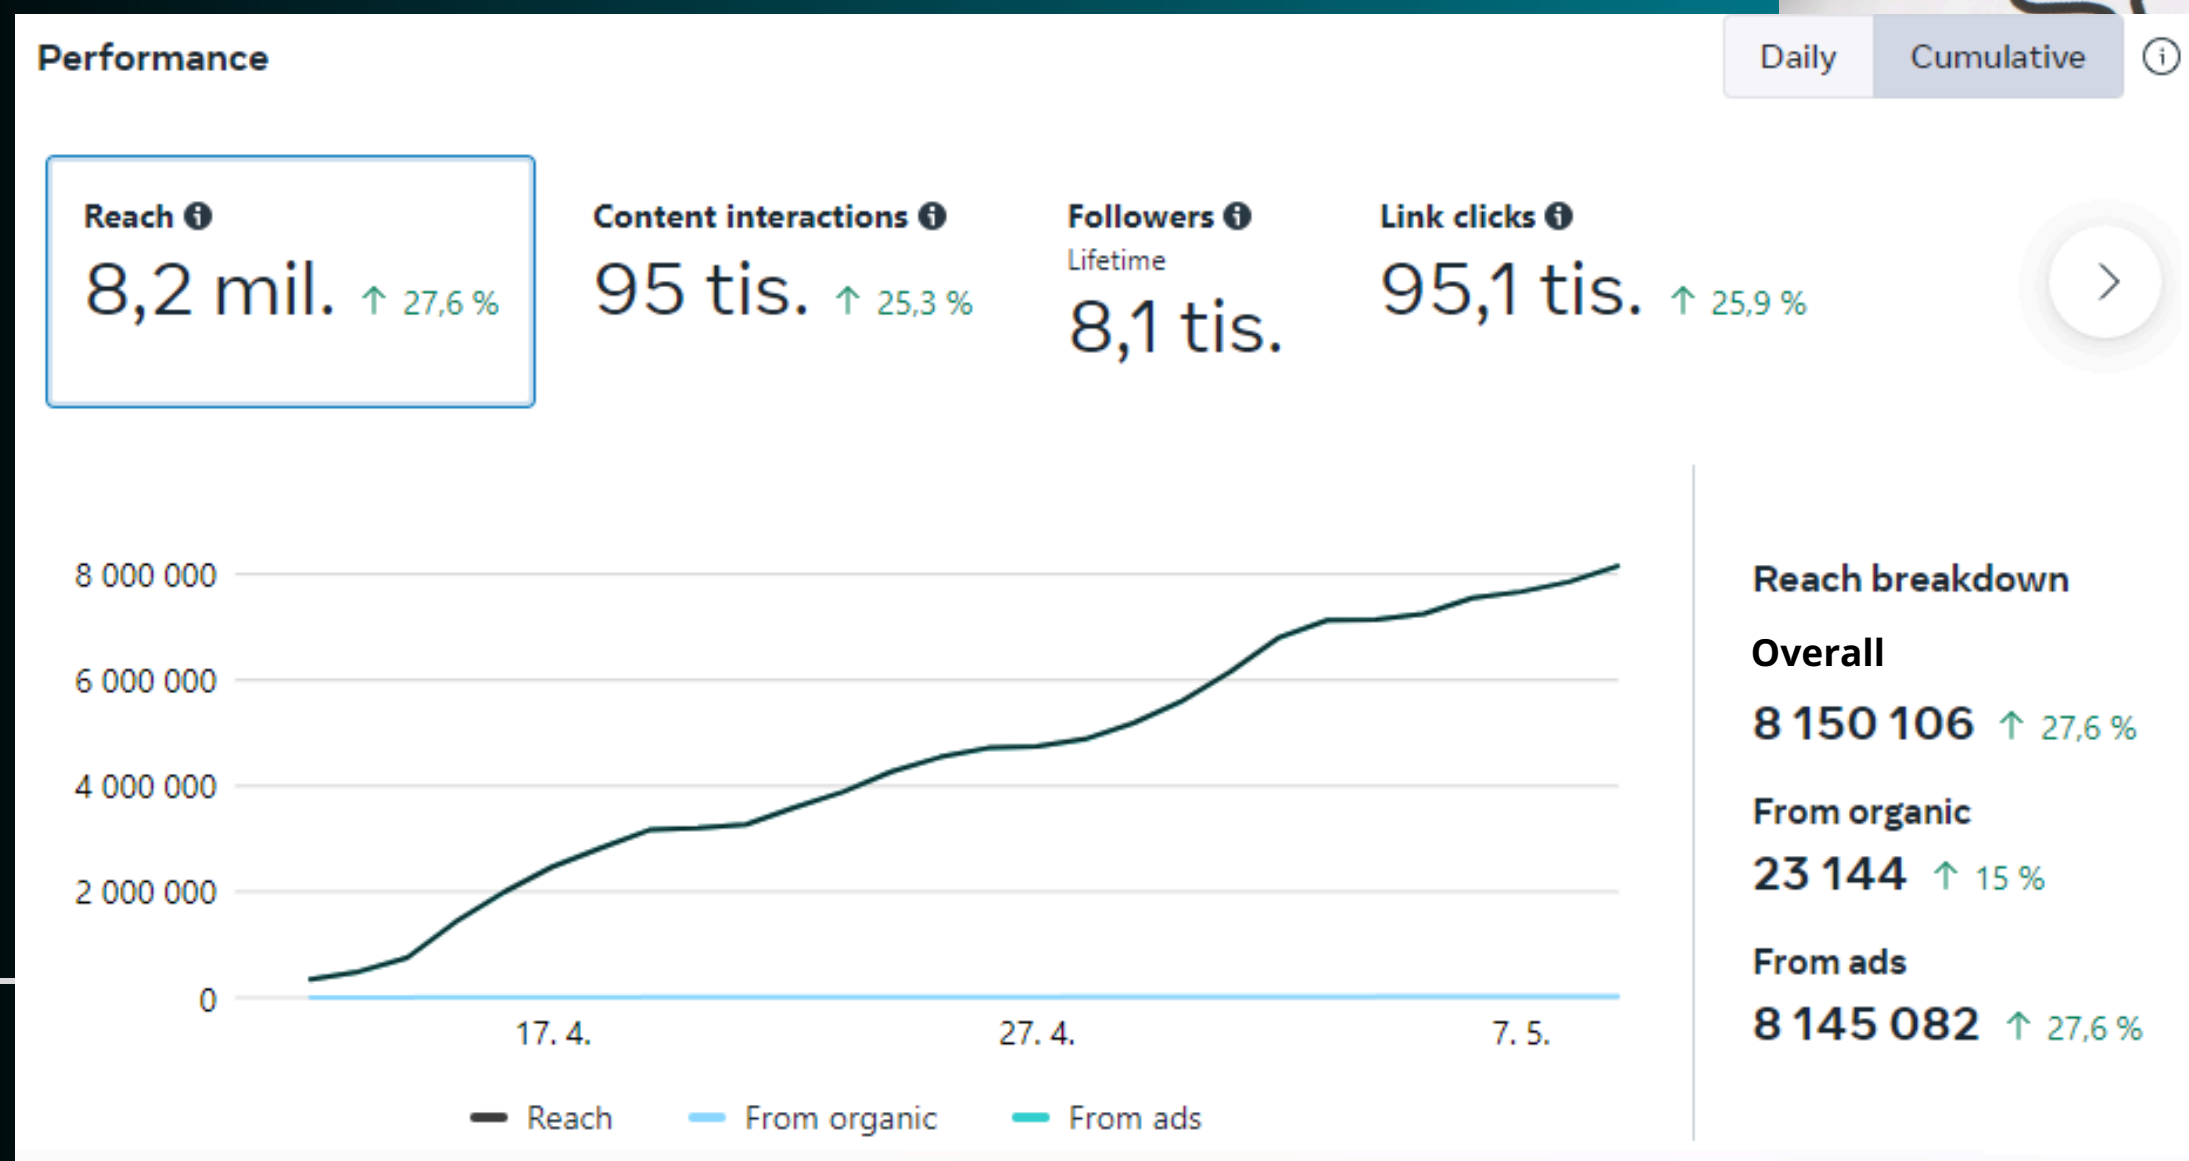 Performance
Daily
Cumulative
Reach
8,2 mil. ↑ 27,6 %
Content interactions
95 tis. ↑ 25,3 %
Followers
Lifetime
8,1 tis.
Link clicks
95,1 tis. ↑ 25,9 %
8 000 000
6 000 000
4 000 000
2 000 000
0
17. 4.
27. 4.
7. 5.
Reach
From organic
From ads
Reach breakdown
Overall
8 150 106 ↑ 27,6 %
From organic
23 144 ↑ 15 %
From ads
8 145 082 ↑ 27,6 %